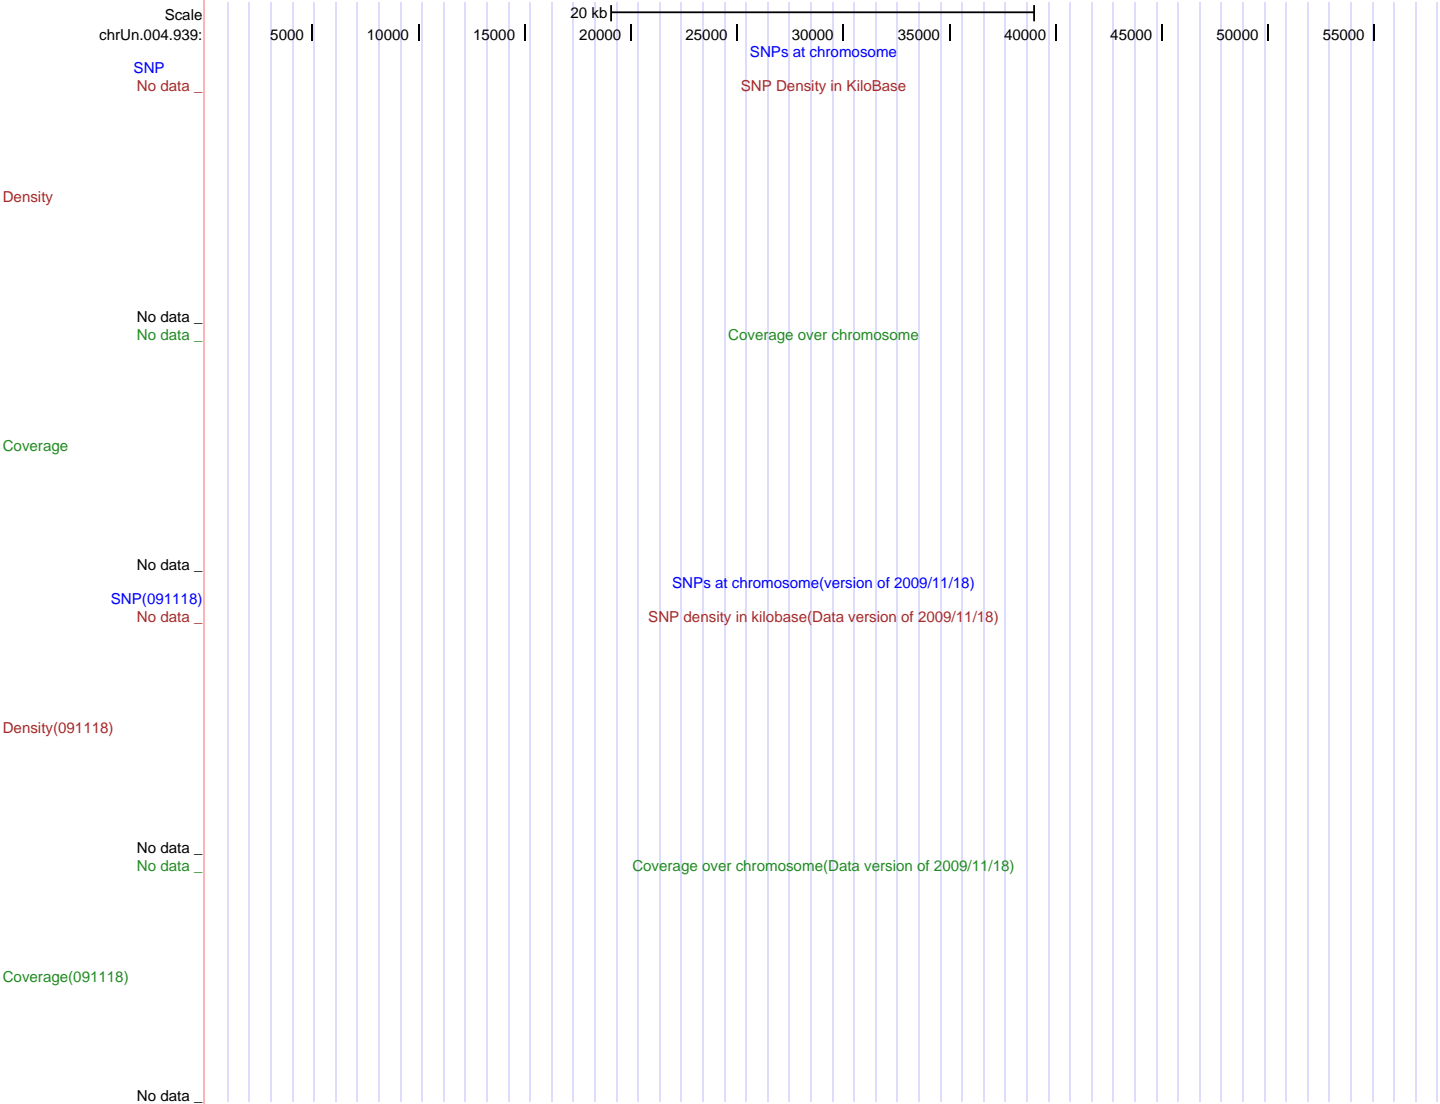 Scale 20 kb
chrUn.004.939: 5000 10000 15000 20000 25000 30000 35000 40000 45000 50000 55000
SNPs at chromosome
SNP
No data _ SNP Density in KiloBase
Density
No data _
No data _ Coverage over chromosome
Coverage
No data _
SNPs at chromosome(version of 2009/11/18)
SNP(091118)
No data _ SNP density in kilobase(Data version of 2009/11/18)
Density(091118)
No data _
No data _ Coverage over chromosome(Data version of 2009/11/18)
Coverage(091118)
No data _